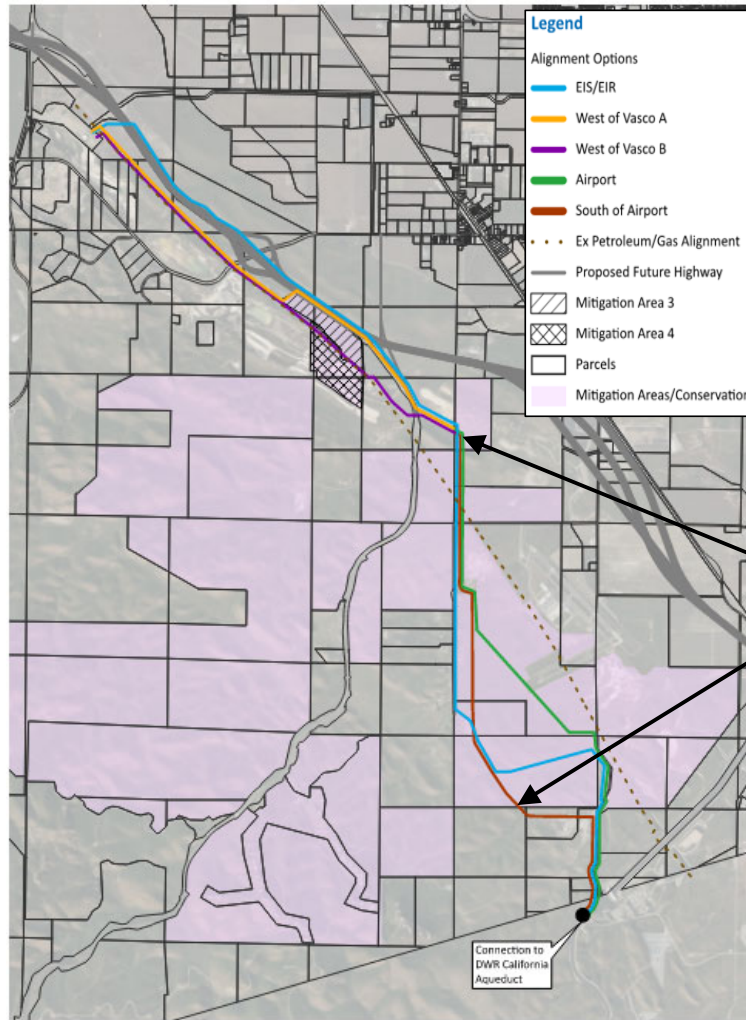 Legend
Alignment Options
EIS/EIR
West of Vasco A
West of Vasco B
Airport
South of Airport
Ex Petroleum/Gas Alignment
Proposed Future Highway
Mitigation Area 3
Mitigation Area 4
Parcels
Mitigation Areas/Conservation
Connection to
DWR California
Aqueduct